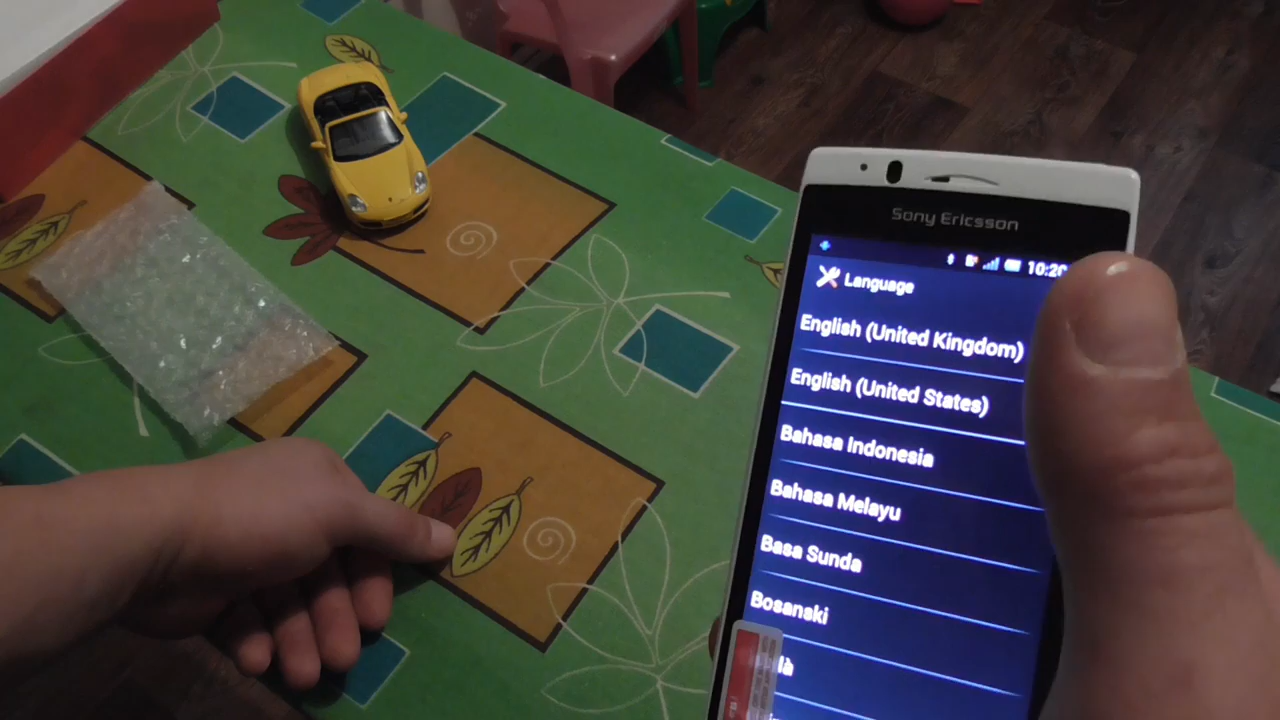 Sony Ericsson
10:20
Language
English (United Kingdom)
English (United States)
Bahasa Indonesia
Bahasa Melayu
Basa Sunda
Bosanski